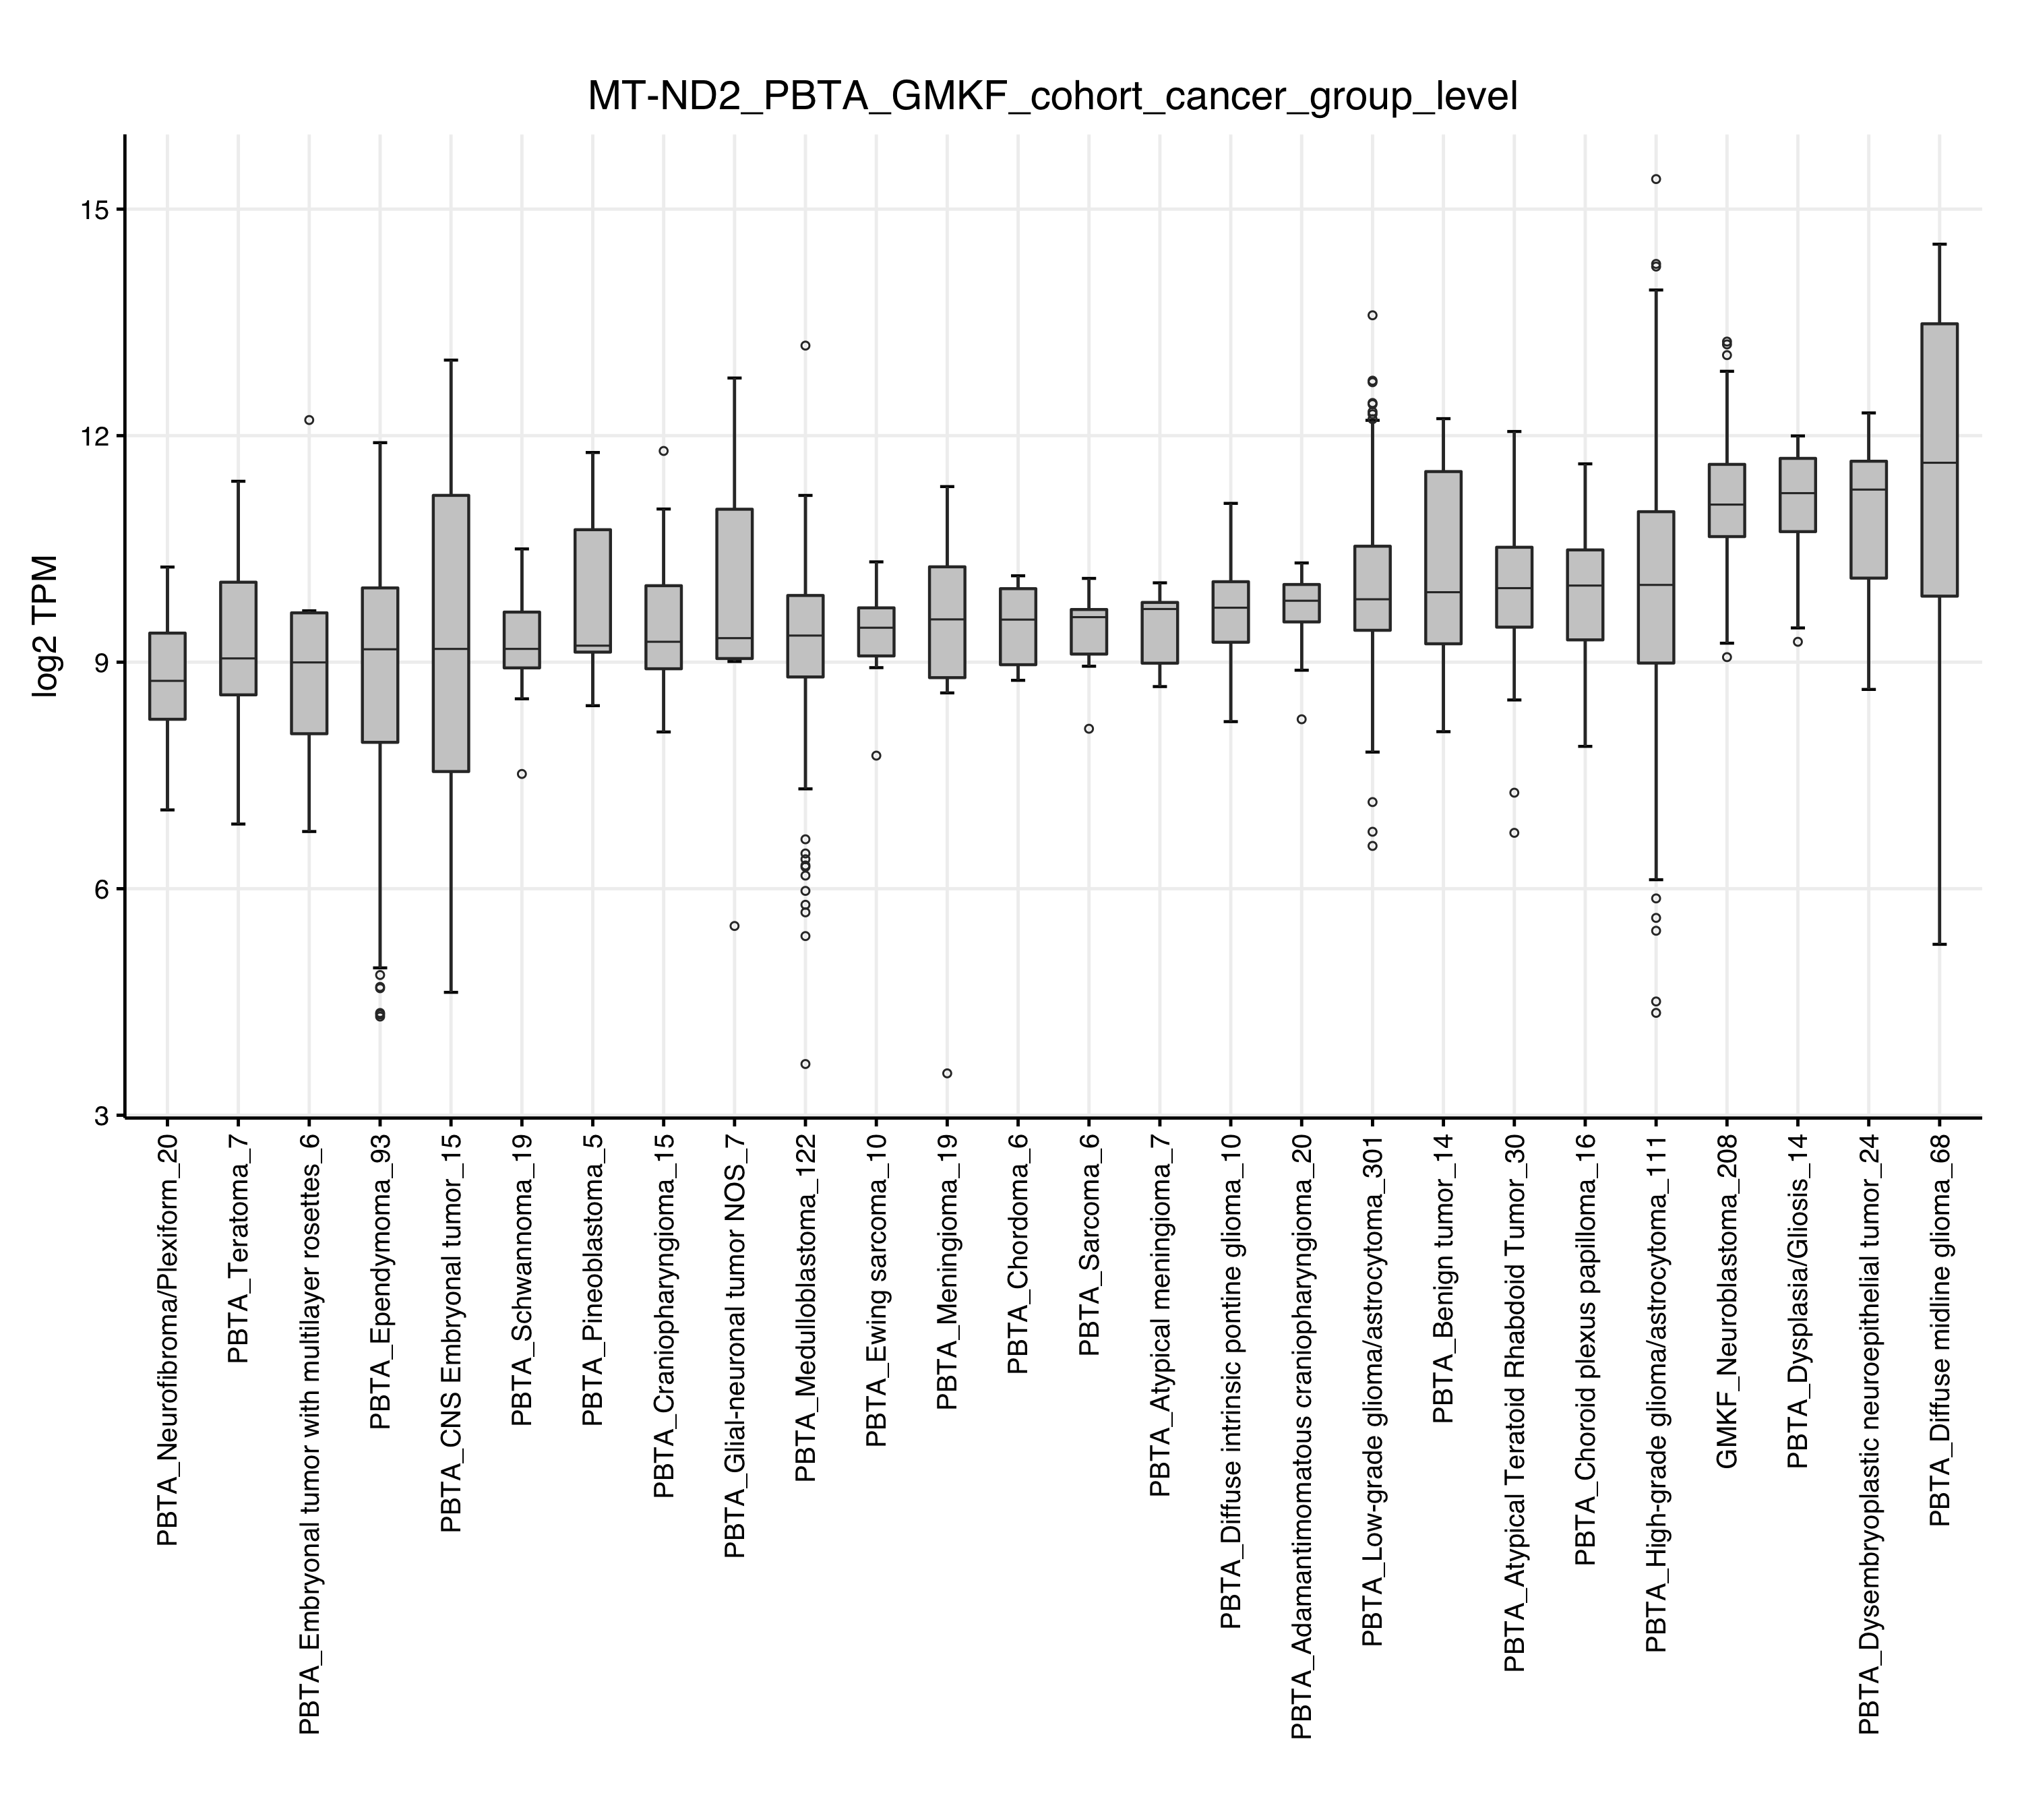 MT-ND2_PBTA_GMKF_cohort_cancer_group_level
log2 TPM
15
12
9
6
3
PBTA_Neurofibroma/Plexiform_20
PBTA_Teratoma_7
PBTA_Embryonal tumor with multilayer rosettes_6
PBTA_Ependymoma_93
PBTA_CNS Embryonal tumor_15
PBTA_Schwannoma_19
PBTA_Pineoblastoma_5
PBTA_Craniopharyngioma_15
PBTA_Glial-neuronal tumor NOS_7
PBTA_Medulloblastoma_122
PBTA_Ewing sarcoma_10
PBTA_Meningioma_19
PBTA_Chordoma_6
PBTA_Sarcoma_6
PBTA_Atypical meningioma_7
PBTA_Diffuse intrinsic pontine glioma_10
PBTA_Adamantimomatous craniopharyngioma_20
PBTA_Low-grade glioma/astrocytoma_301
PBTA_Benign tumor_14
PBTA_Atypical Teratoid Rhabdoid Tumor_30
PBTA_Choroid plexus papilloma_16
PBTA_High-grade glioma/astrocytoma_111
GMKF_Neuroblastoma_208
PBTA_Dysplasia/Gliosis_14
PBTA_Dysembryoplastic neuroepithelial tumor_24
PBTA_Diffuse midline glioma_68